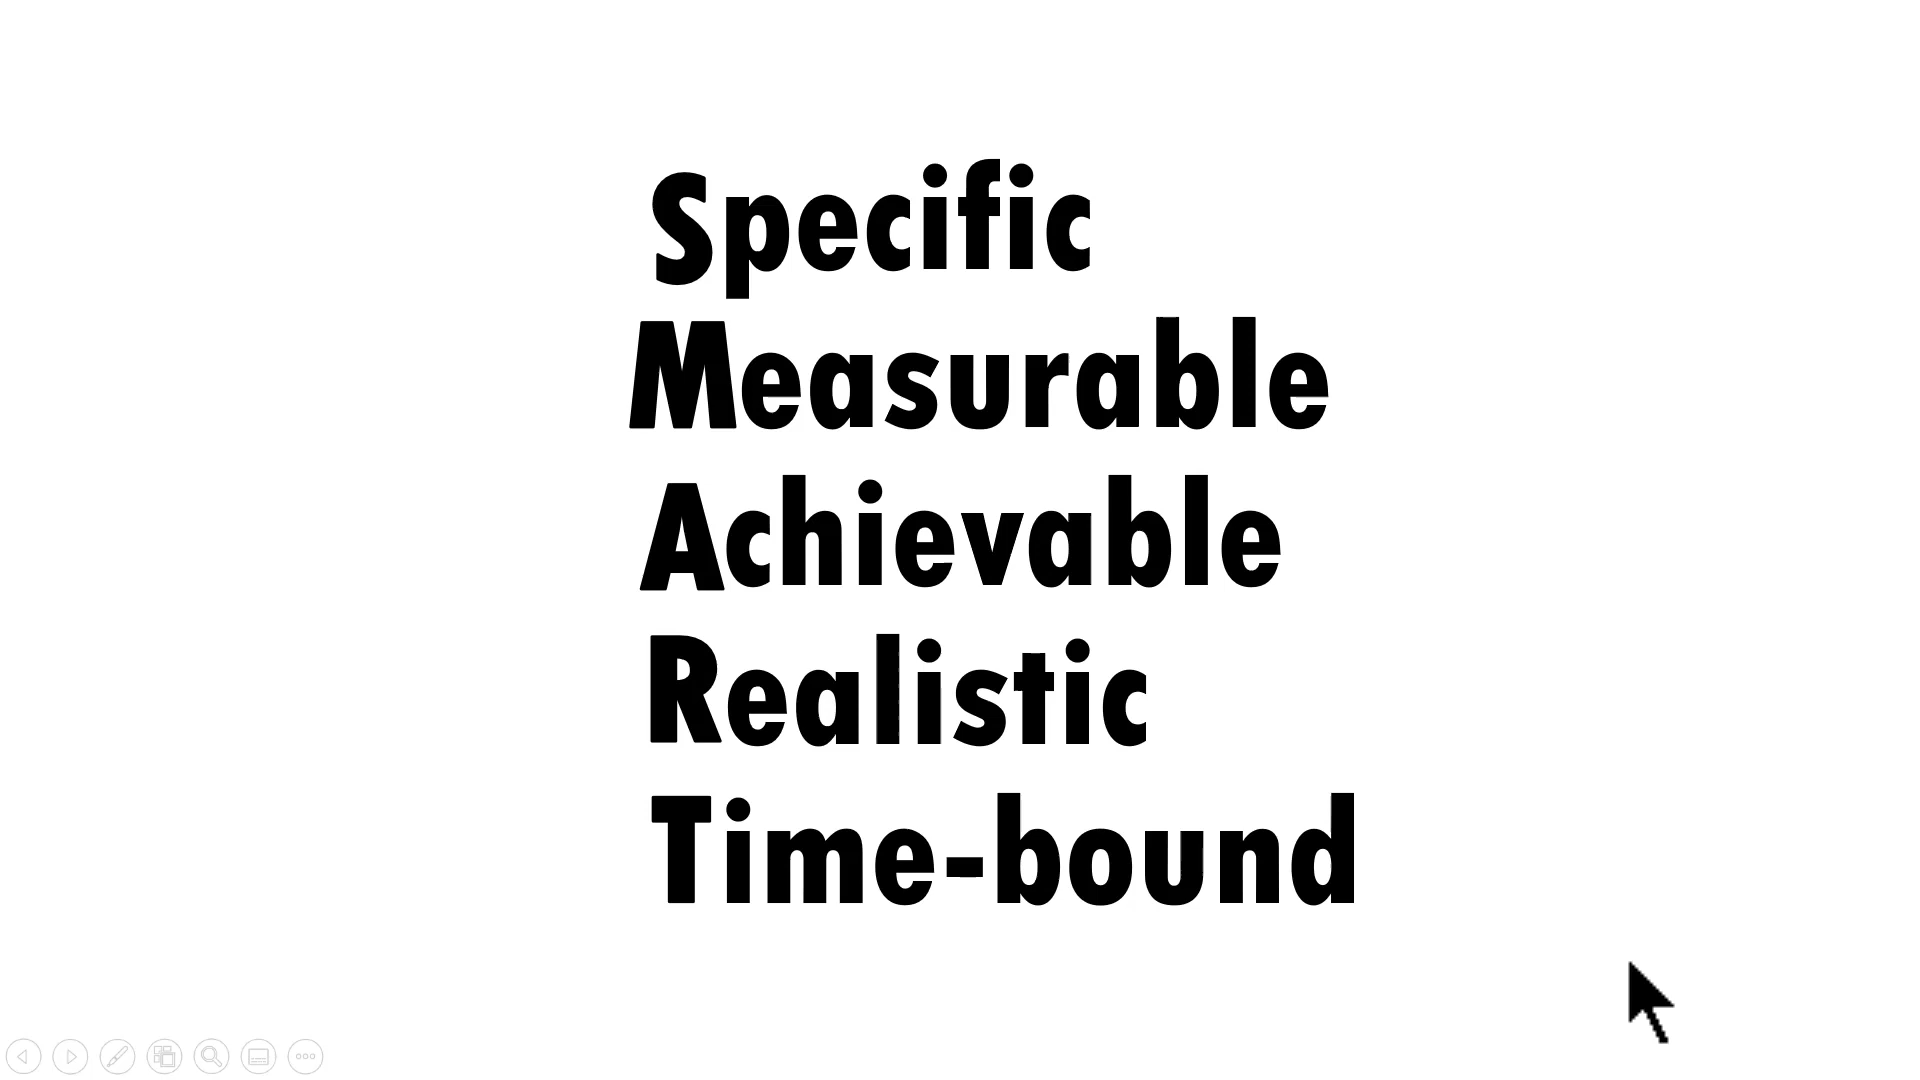 Specific
Measurable
Achievable
Realistic
Time-bound